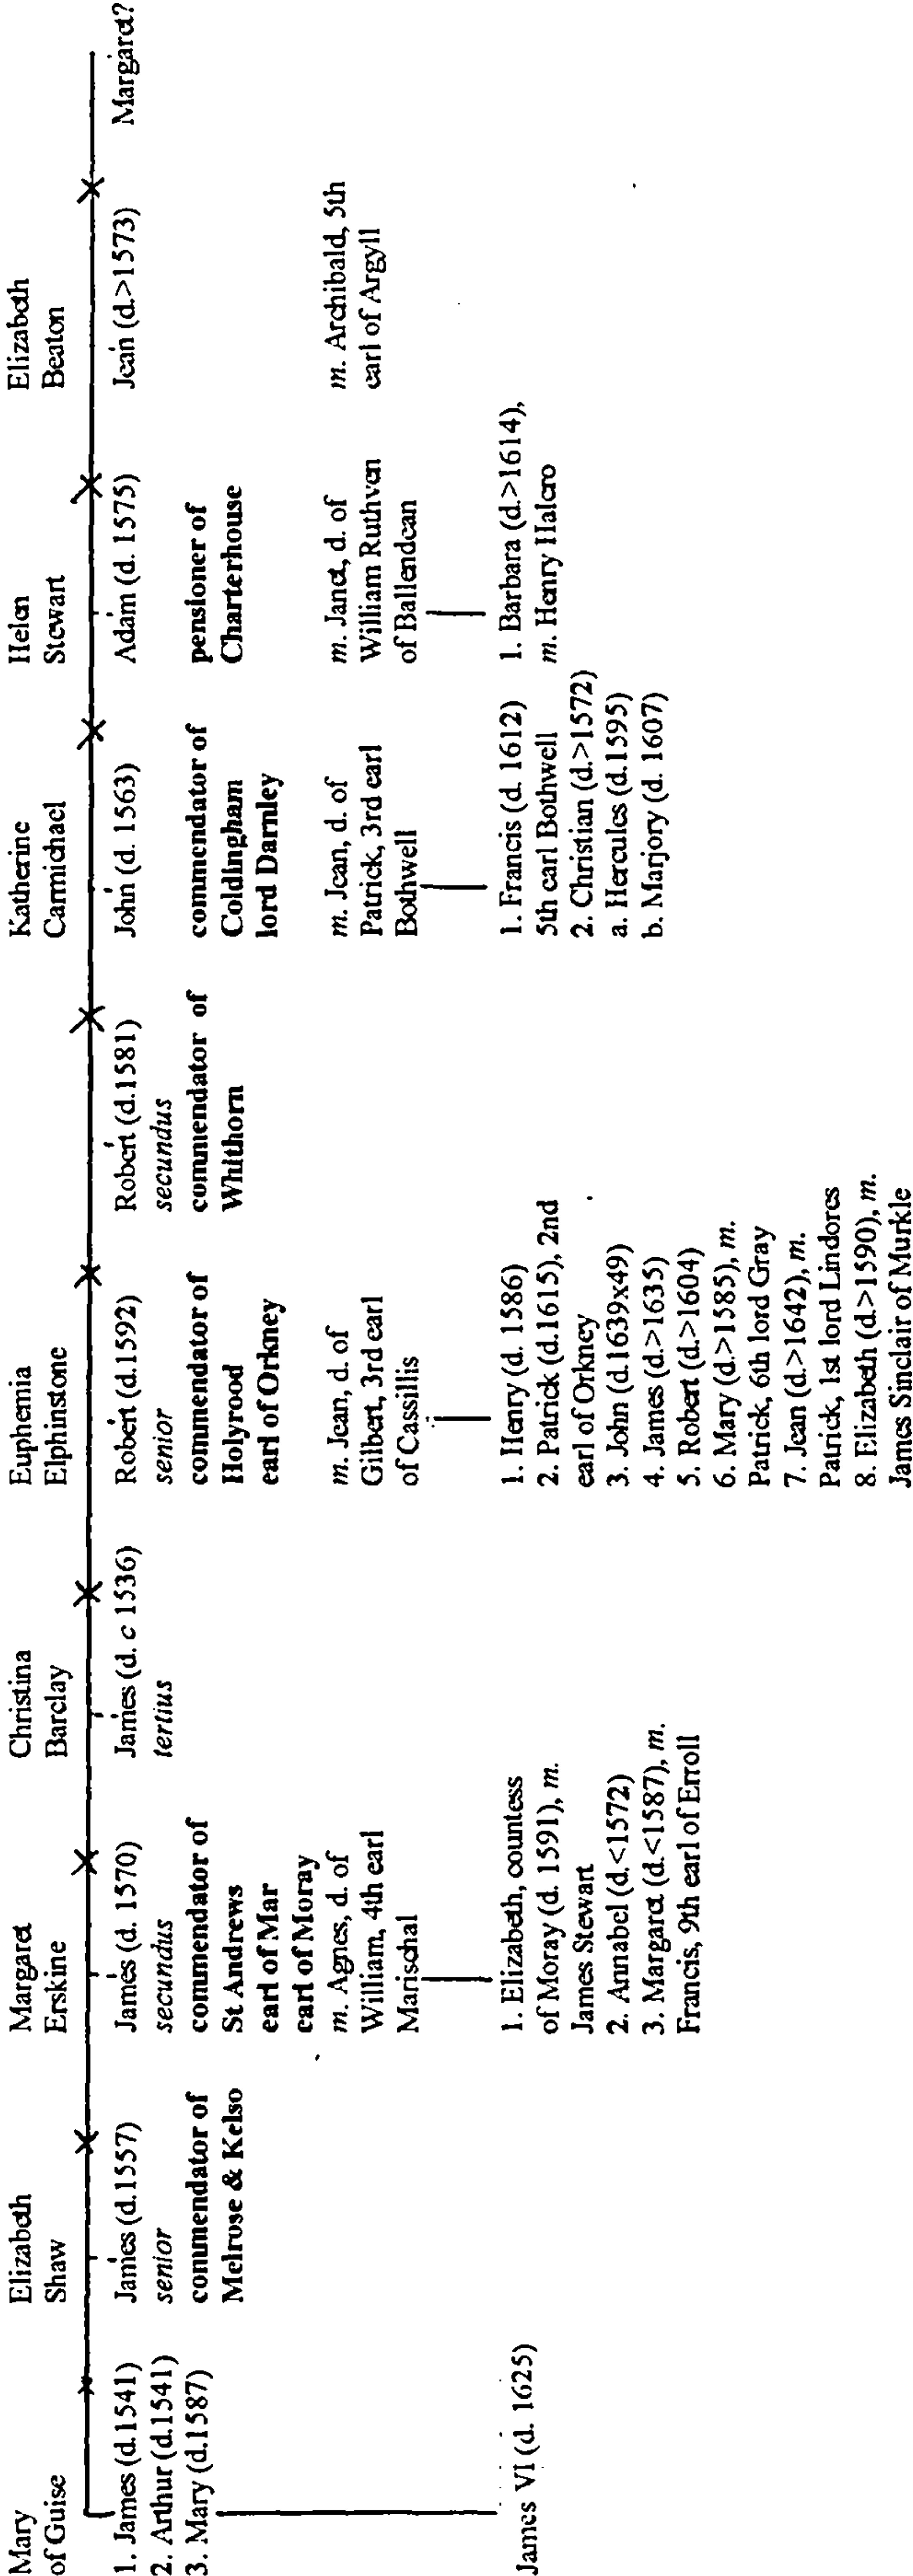 Mary
of Guise
1. James (d.1541)
2. Arthur (d.1541)
3. Mary (d.1587)
James VI (d. 1625)
Elizabeth
Shaw
James (d.1557)
senior
commendator of
Melrose & Kelso
Margaret
Erskine
James (d. 1570)
secundus
commendator of
St Andrews
earl of Mar
earl of Moray
m. Agnes, d. of
William, 4th earl
Marischal
1. Elizabeth, countess
of Moray (d. 1591), m.
James Stewart
2. Annabel (d.<1572)
3. Margaret (d.<1587), m.
Francis, 9th earl of Erroll
Christina
Barclay
James (d. c 1536)
tertius
Euphemia
Elphinstone
Robert (d.1592)
senior
commendator of
Holyrood
earl of Orkney
m. Jean, d. of
Gilbert, 3rd earl
of Cassillis
1. Henry (d. 1586)
2. Patrick (d.1615), 2nd
earl of Orkney
3. John (d.1639x49)
4. James (d.>1635)
5. Robert (d.>1604)
6. Mary (d.>1585), m.
Patrick, 6th lord Gray
7. Jean (d.>1642), m.
Patrick, 1st lord Lindores
8. Elizabeth (d.>1590), m.
James Sinclair of Murkle
Robert (d.1581)
secundus
commendator of
Whithorn
Katherine
Carmichael
John (d. 1563)
commendator of
Coldingham
lord Darnley
m. Jean, d. of
Patrick, 3rd earl
Bothwell
1. Francis (d. 1612)
5th earl Bothwell
2. Christian (d.>1572)
a. Hercules (d.1595)
b. Marjory (d. 1607)
Helen
Stewart
Adam (d. 1575)
pensioner of
Charterhouse
m. Janet, d. of
William Ruthven
of Ballendean
1. Barbara (d.>1614),
m. Henry Halcro
Elizabeth
Beaton
Jean (d.>1573)
m. Archibald, 5th
earl of Argyll
Margaret?